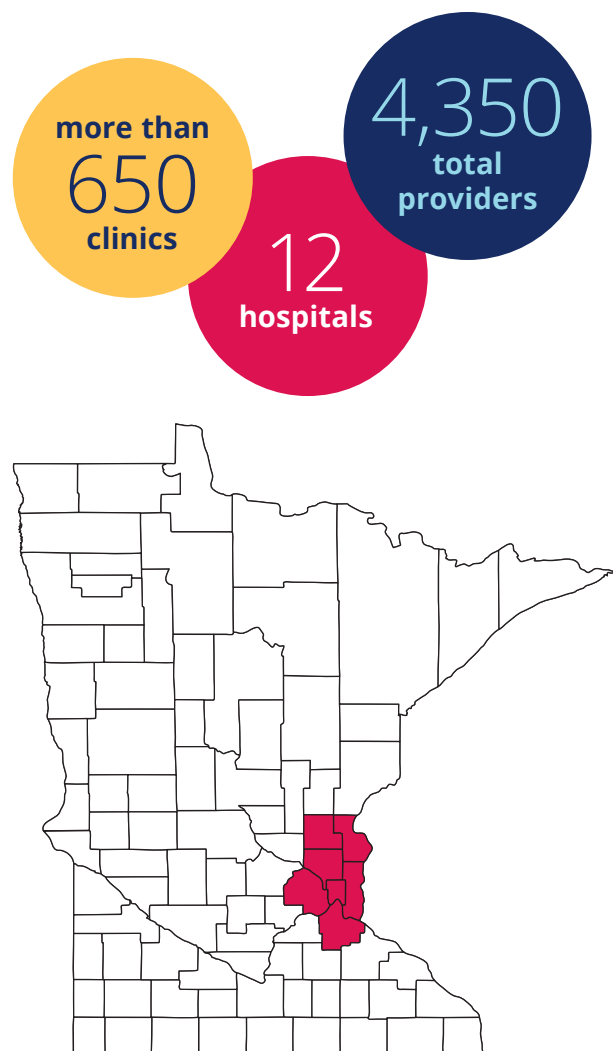 more than
650
clinics
12
hospitals
4,350
total
providers